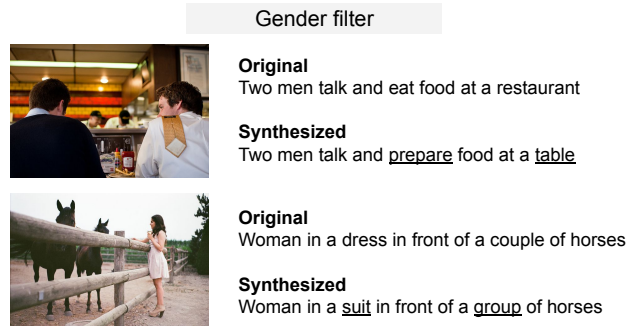 Gender filter
Original
Two men talk and eat food at a restaurant
Synthesized
Two men talk and prepare food at a table
Original
Woman in a dress in front of a couple of horses
Synthesized
Woman in a suit in front of a group of horses